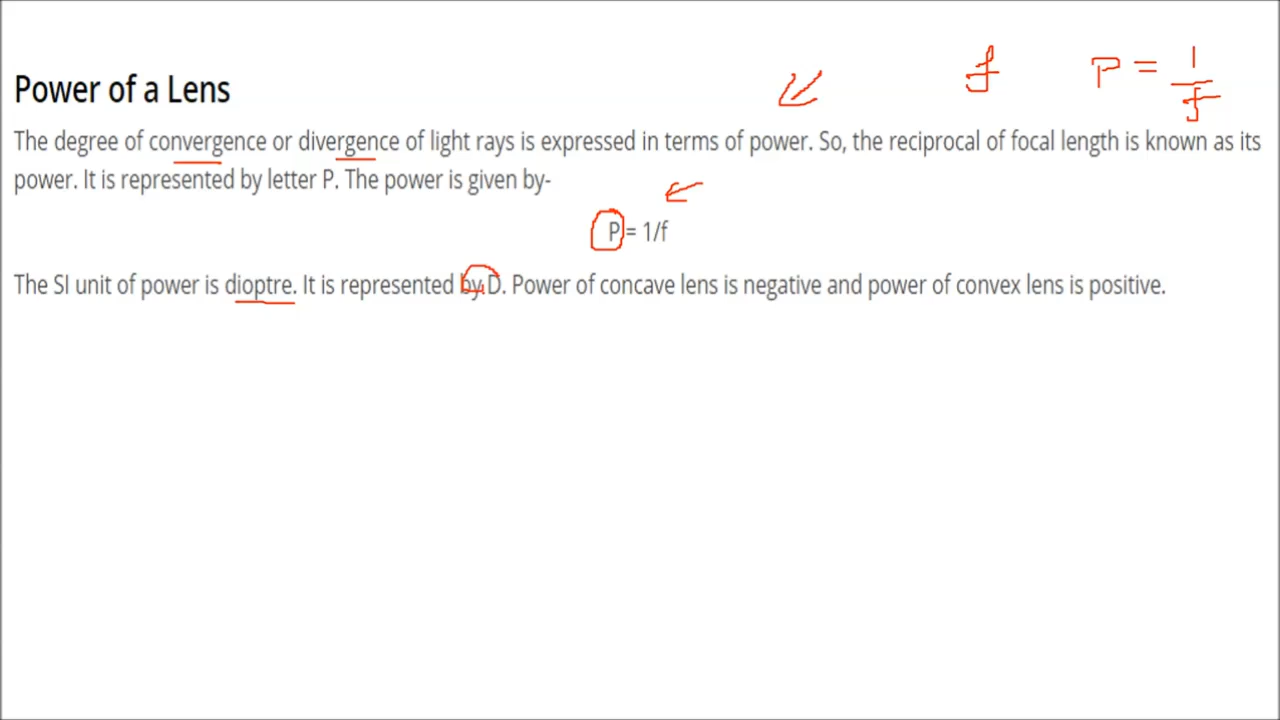 Power of a Lens
f P = 1/f
The degree of convergence or divergence of light rays is expressed in terms of power. So, the reciprocal of focal length is known as its
power. It is represented by letter P. The power is given by-
P = 1/f
The SI unit of power is dioptre. It is represented by D. Power of concave lens is negative and power of convex lens is positive.